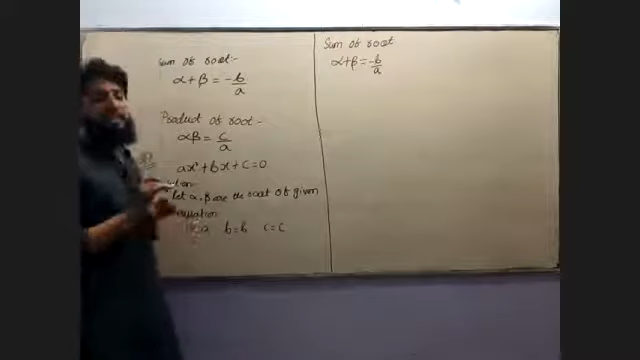 Sum of root:-
α+β = -b/a
Product of root:-
αβ = c/a
ax²+bx+c=0
Let α, β are the root of given
b=b c=c
Sum of root
α+β = -b/a